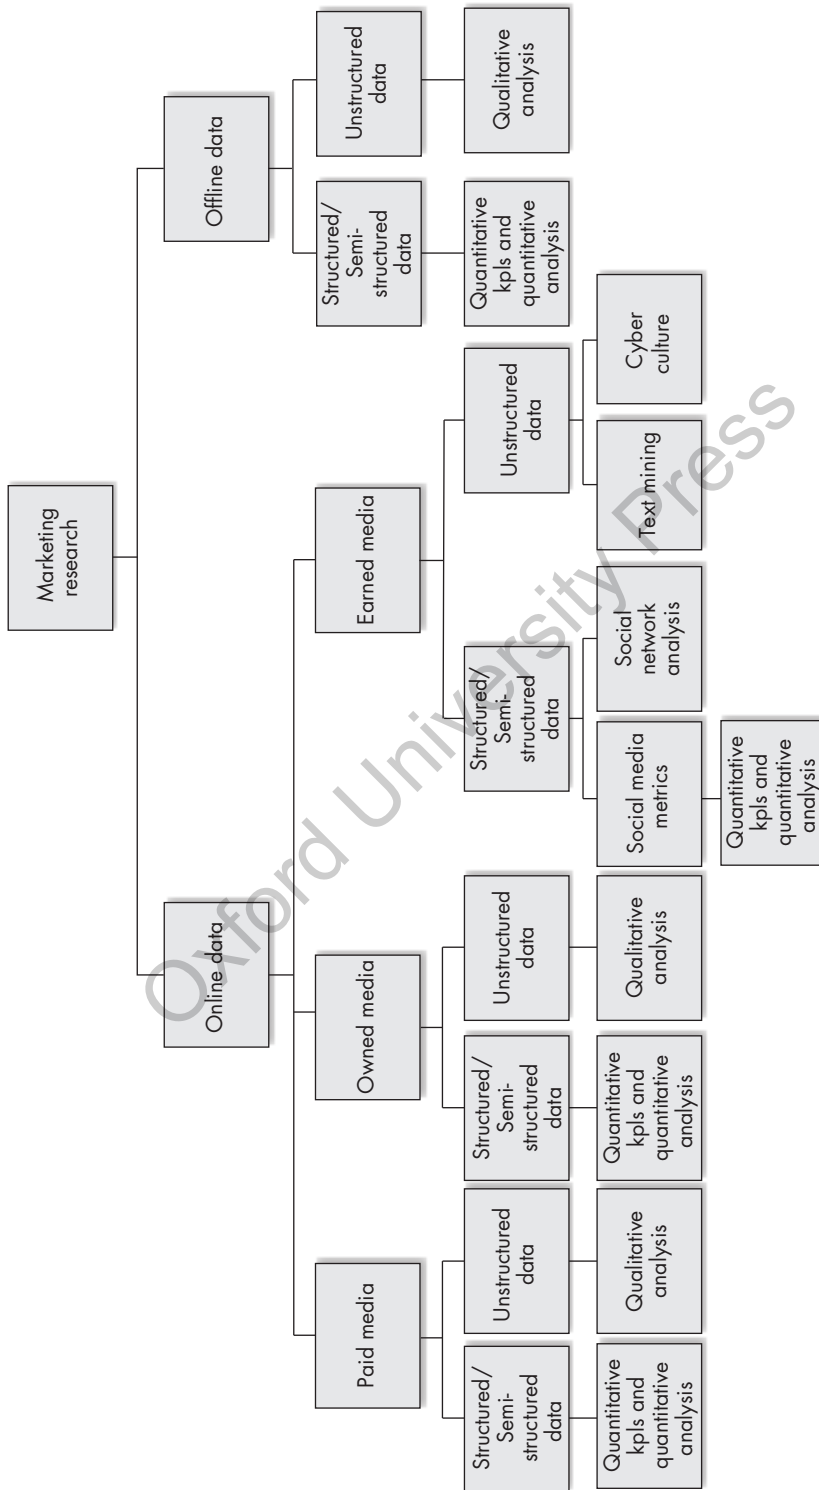 Marketing
research
Online data
Offline data
Paid media
Owned media
Earned media
Structured/
Semi-
structured
data
Unstructured
data
Structured/
Semi-
structured
data
Unstructured
data
Structured/
Semi-
structured
data
Unstructured
data
Structured/
Semi-
structured
data
Unstructured
data
Quantitative
kpls and
quantitative
analysis
Qualitative
analysis
Quantitative
kpls and
quantitative
analysis
Qualitative
analysis
Social media
metrics
Social
network
analysis
Text mining
Cyber
culture
Quantitative
kpls and
quantitative
analysis
Qualitative
analysis
Quantitative
kpls and
quantitative
analysis
Oxford University Press